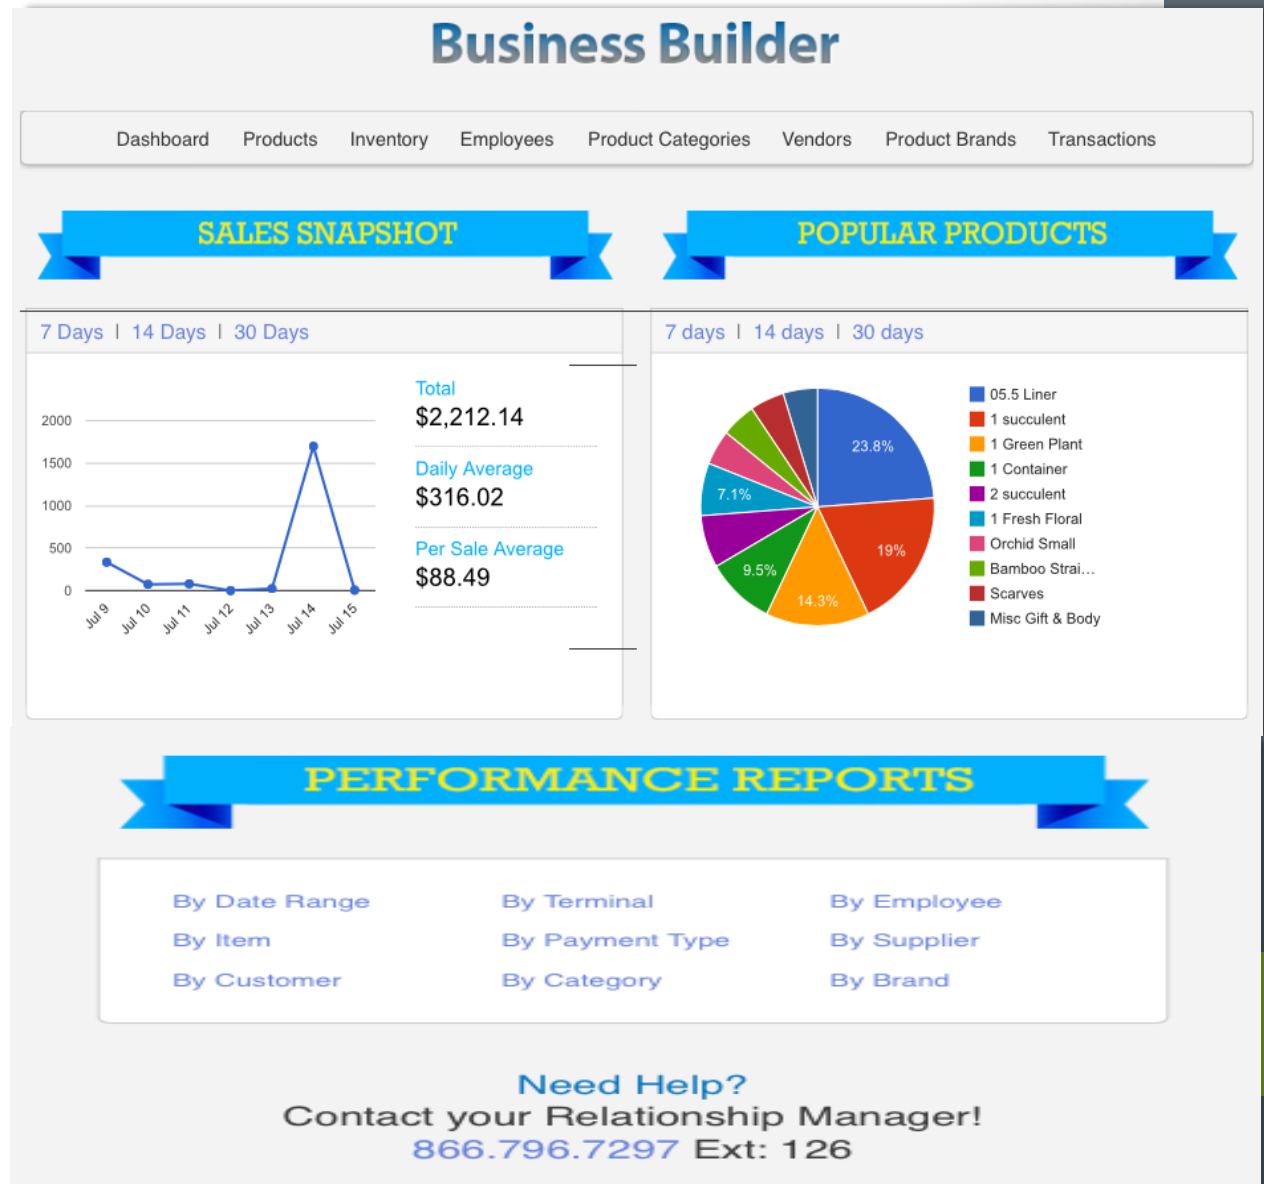 Business Builder
Dashboard Products Inventory Employees Product Categories Vendors Product Brands Transactions
SALES SNAPSHOT
7 Days | 14 Days | 30 Days
2000
1500
1000
500
0
Jul 9 Jul 10 Jul 11 Jul 12 Jul 13 Jul 14 Jul 15
Total
$2,212.14
Daily Average
$316.02
Per Sale Average
$88.49
POPULAR PRODUCTS
7 days | 14 days | 30 days
23.8%
19%
14.3%
9.5%
7.1%
05.5 Liner
1 succulent
1 Green Plant
1 Container
2 succulent
1 Fresh Floral
Orchid Small
Bamboo Strai...
Scarves
Misc Gift & Body
PERFORMANCE REPORTS
By Date Range By Terminal By Employee
By Item By Payment Type By Supplier
By Customer By Category By Brand
Need Help?
Contact your Relationship Manager!
866.796.7297 Ext: 126